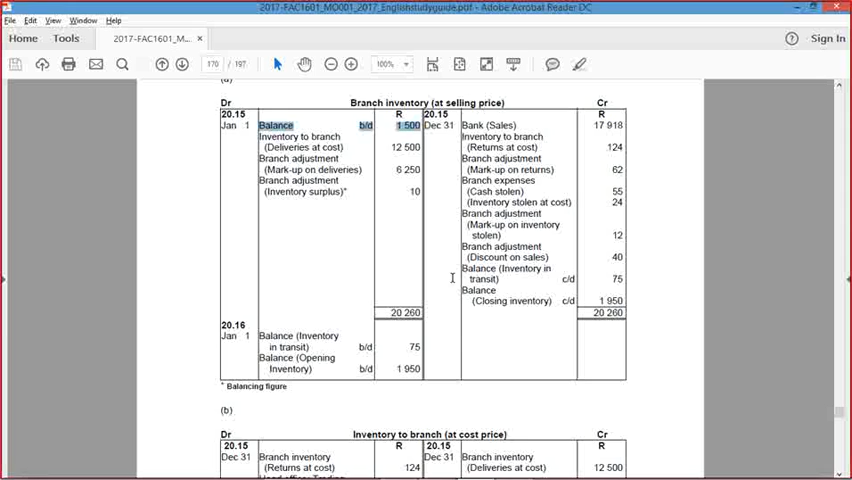 2017-FAC1601_MO001_2017_Englishstudyguide.pdf - Adobe Acrobat Reader DC
File Edit View Window Help
Home Tools 2017-FAC1601_M... × Sign In
170 / 197 100%
(a)
Dr Branch inventory (at selling price) Cr
20.15 R 20.15 R
Jan 1 Balance b/d 1 500 Dec 31 Bank (Sales) 17 918
Inventory to branch Inventory to branch
(Deliveries at cost) 12 500 (Returns at cost) 124
Branch adjustment Branch adjustment
(Mark-up on deliveries) 6 250 (Mark-up on returns) 62
Branch adjustment Branch expenses
(Inventory surplus)* 10 (Cash stolen) 55
(Inventory stolen at cost) 24
Branch adjustment
(Mark-up on inventory
stolen) 12
Branch adjustment
(Discount on sales) 40
Balance (Inventory in
transit) c/d 75
Balance
(Closing inventory) c/d 1 950
20 260 20 260
20.16
Jan 1 Balance (Inventory
in transit) b/d 75
Balance (Opening
Inventory) b/d 1 950
* Balancing figure
(b)
Dr Inventory to branch (at cost price) Cr
20.15 R 20.15 R
Dec 31 Branch inventory Dec 31 Branch inventory
(Returns at cost) 124 (Deliveries at cost) 12 500